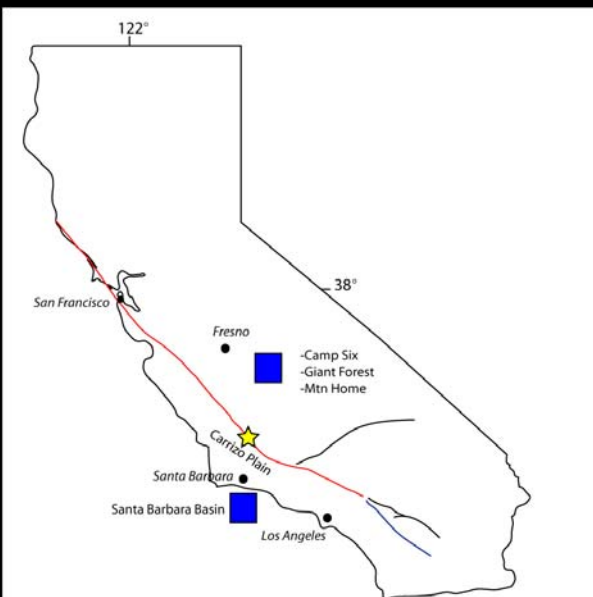 122°
38°
San Francisco
Fresno
-Camp Six
-Giant Forest
-Mtn Home
Carrizo Plain
Santa Barbara
Santa Barbara Basin
Los Angeles